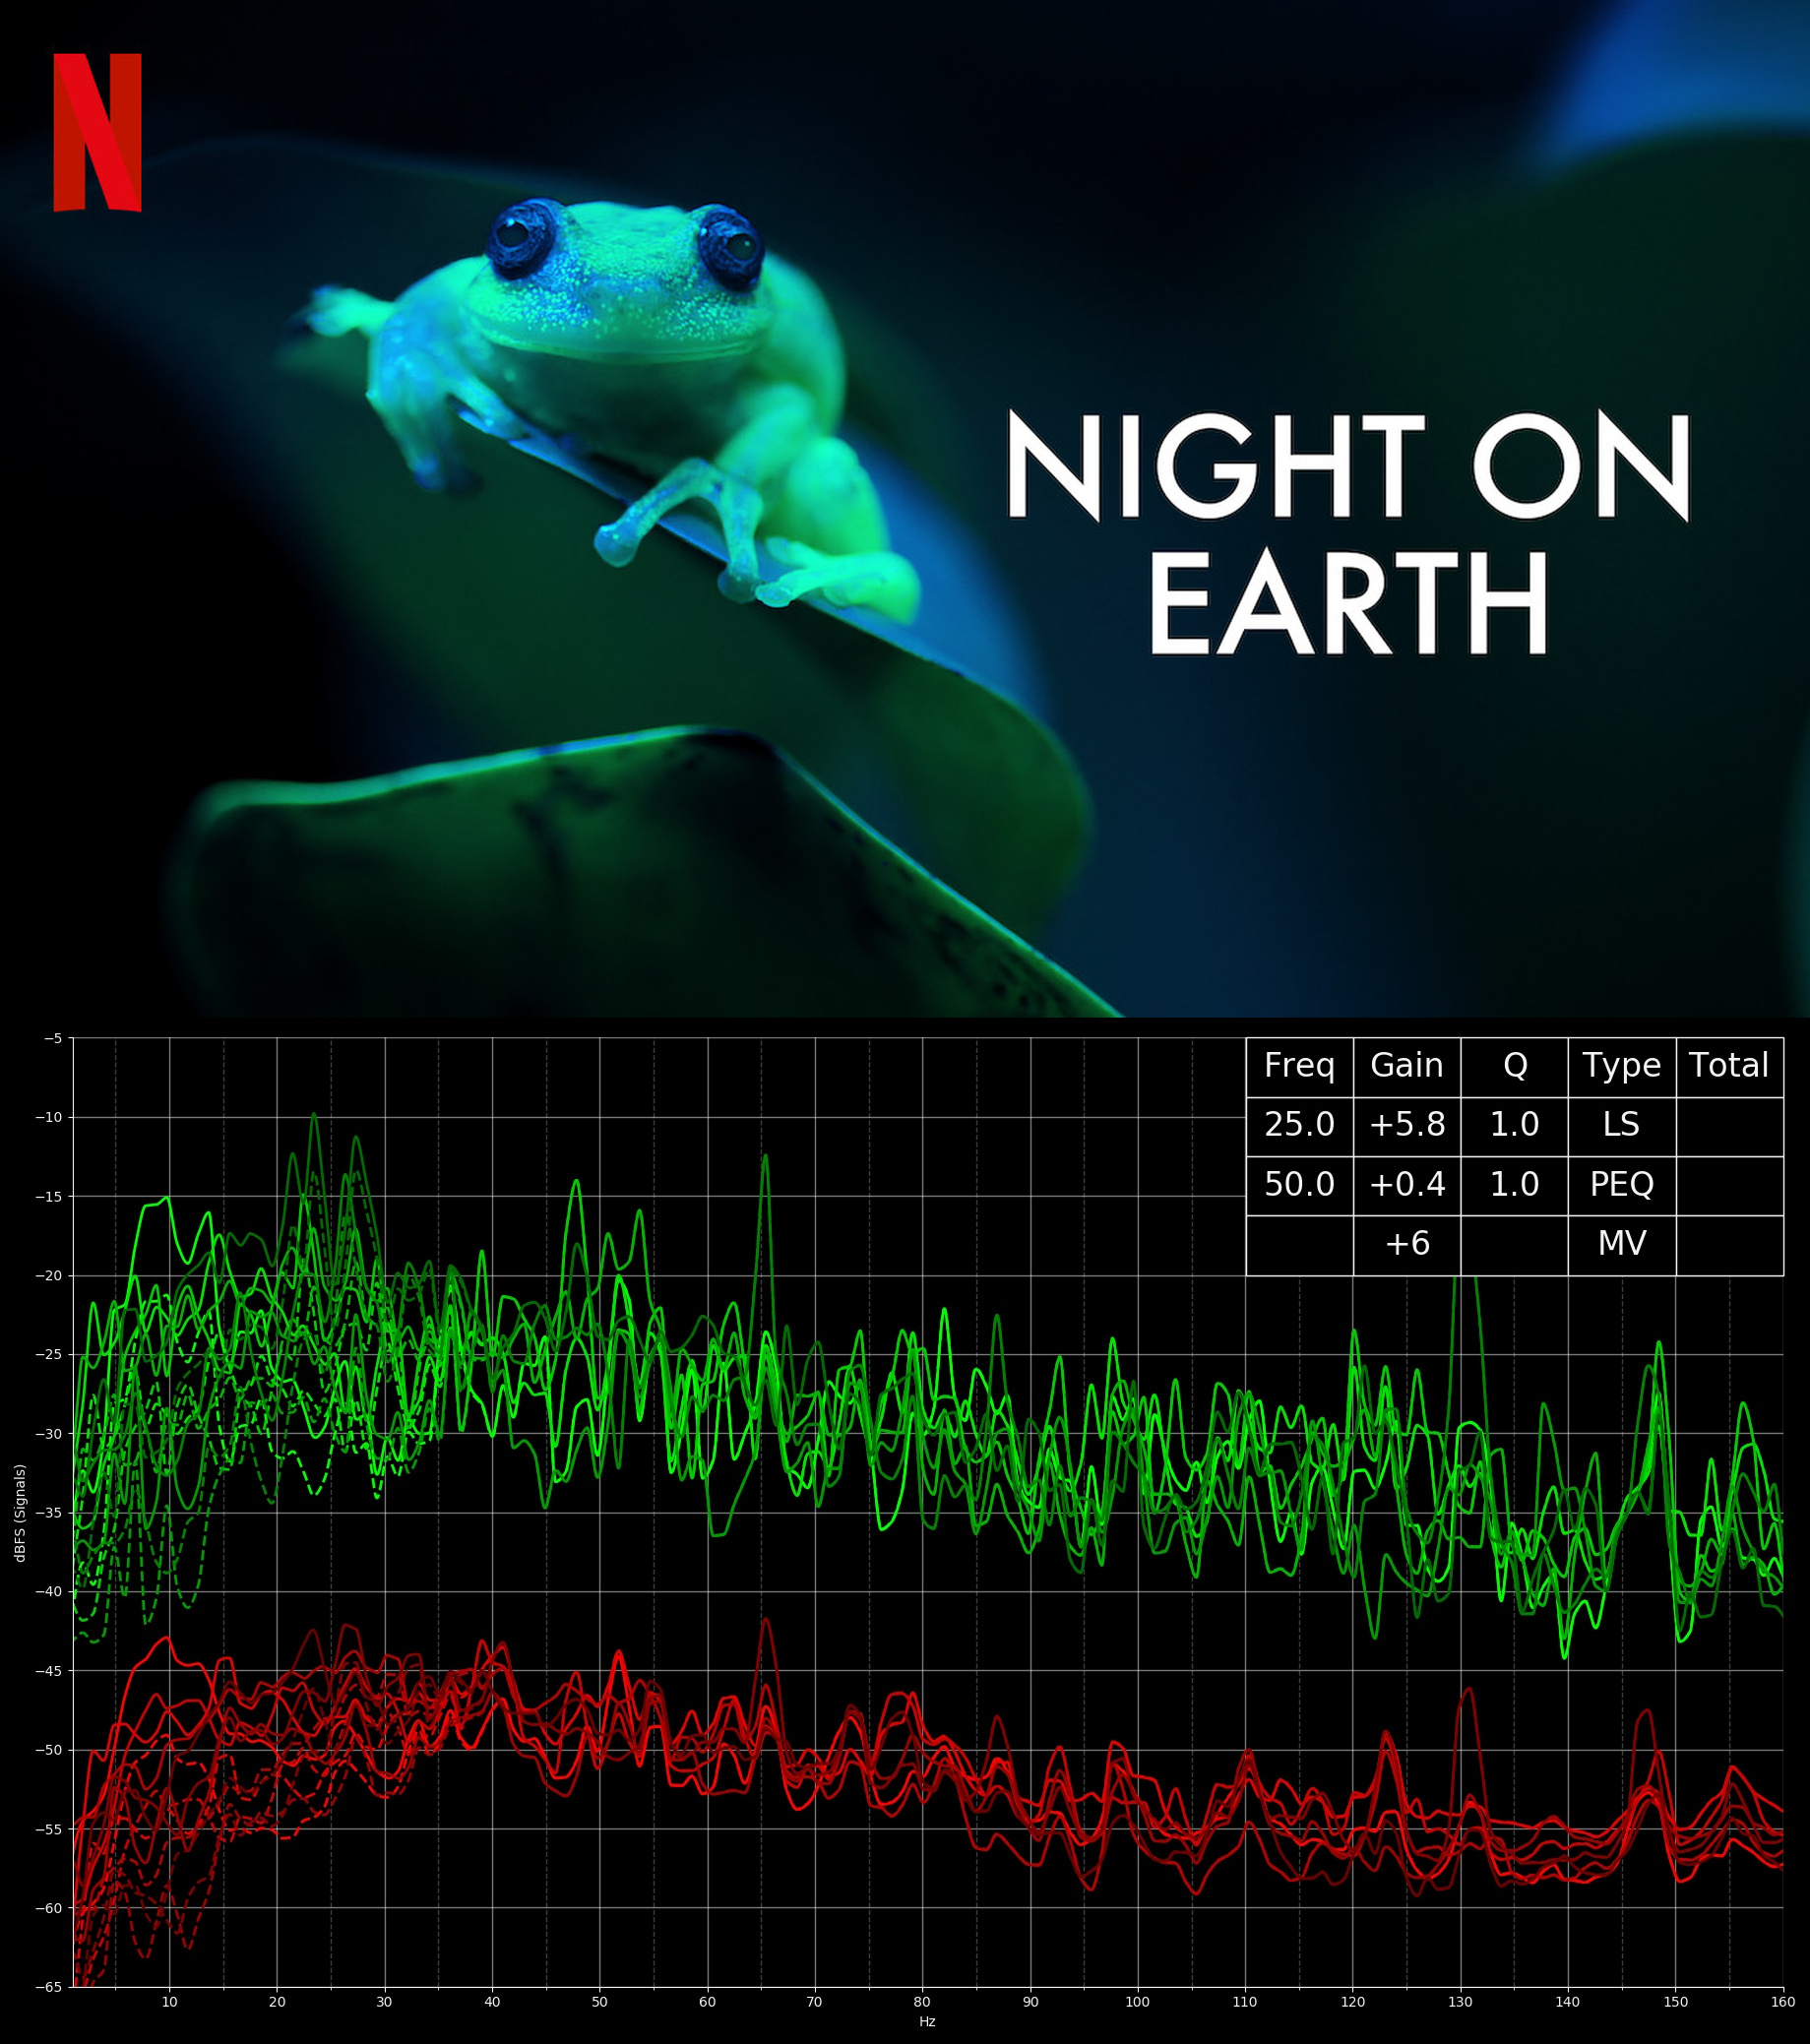 N
NIGHT ON
EARTH
Freq Gain Q Type Total
25.0 +5.8 1.0 LS
50.0 +0.4 1.0 PEQ
+6 MV
−5
−10
−15
−20
−25
−30
−35
−40
−45
−50
−55
−60
−65
dBFS (Signals)
10 20 30 40 50 60 70 80 90 100 110 120 130 140 150 160
Hz